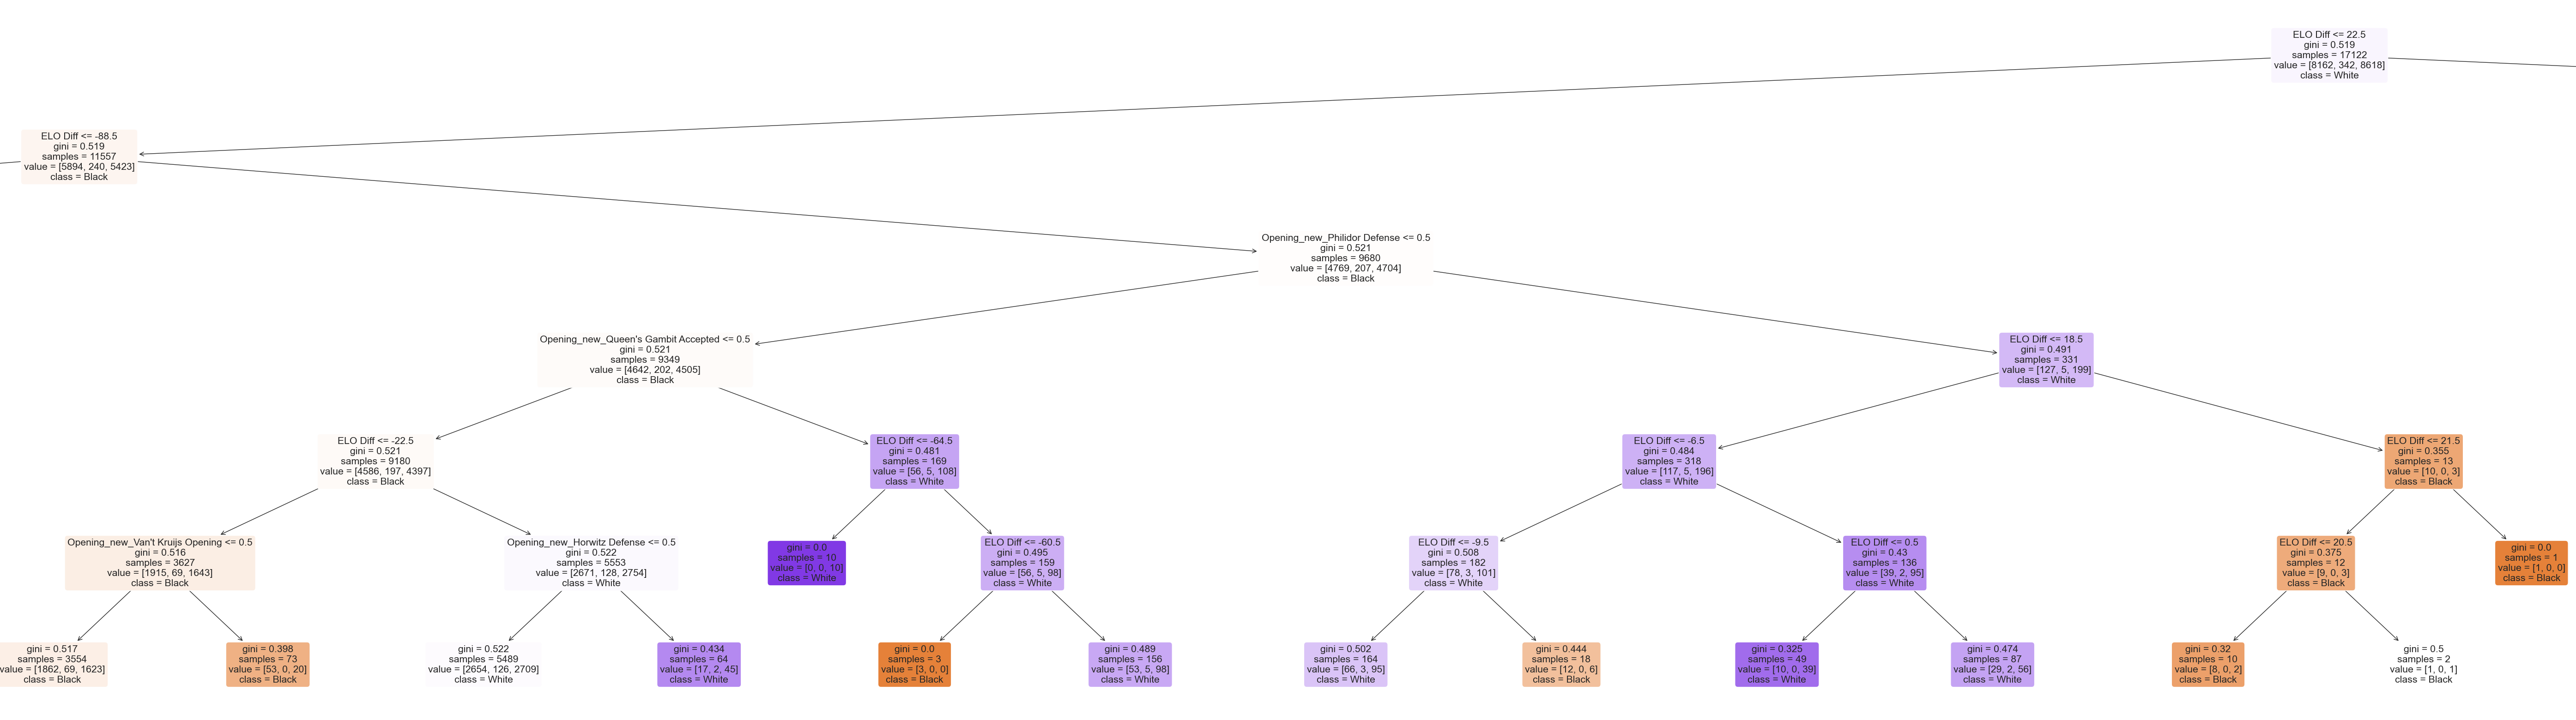 ELO Diff <= 22.5
gini = 0.519
samples = 17122
value = [8162, 342, 8618]
class = White
ELO Diff <= -88.5
gini = 0.519
samples = 11557
value = [5894, 240, 5423]
class = Black
Opening_new_Philidor Defense <= 0.5
gini = 0.521
samples = 9680
value = [4769, 207, 4704]
class = Black
Opening_new_Queen's Gambit Accepted <= 0.5
gini = 0.521
samples = 9349
value = [4642, 202, 4505]
class = Black
ELO Diff <= 18.5
gini = 0.491
samples = 331
value = [127, 5, 199]
class = White
ELO Diff <= -22.5
gini = 0.521
samples = 9180
value = [4586, 197, 4397]
class = Black
ELO Diff <= -64.5
gini = 0.481
samples = 169
value = [56, 5, 108]
class = White
ELO Diff <= -6.5
gini = 0.484
samples = 318
value = [117, 5, 196]
class = White
ELO Diff <= 21.5
gini = 0.355
samples = 13
value = [10, 0, 3]
class = Black
Opening_new_Van't Kruijs Opening <= 0.5
gini = 0.516
samples = 3627
value = [1915, 69, 1643]
class = Black
Opening_new_Horwitz Defense <= 0.5
gini = 0.522
samples = 5553
value = [2671, 128, 2754]
class = White
gini = 0.0
samples = 10
value = [0, 0, 10]
class = White
ELO Diff <= -60.5
gini = 0.495
samples = 159
value = [56, 5, 98]
class = White
ELO Diff <= -9.5
gini = 0.508
samples = 182
value = [78, 3, 101]
class = White
ELO Diff <= 0.5
gini = 0.43
samples = 136
value = [39, 2, 95]
class = White
ELO Diff <= 20.5
gini = 0.375
samples = 12
value = [9, 0, 3]
class = Black
gini = 0.0
samples = 1
value = [1, 0, 0]
class = Black
gini = 0.517
samples = 3554
value = [1862, 69, 1623]
class = Black
gini = 0.398
samples = 73
value = [53, 0, 20]
class = Black
gini = 0.522
samples = 5489
value = [2654, 126, 2709]
class = White
gini = 0.434
samples = 64
value = [17, 2, 45]
class = White
gini = 0.0
samples = 3
value = [3, 0, 0]
class = Black
gini = 0.489
samples = 156
value = [53, 5, 98]
class = White
gini = 0.502
samples = 164
value = [66, 3, 95]
class = White
gini = 0.444
samples = 18
value = [12, 0, 6]
class = Black
gini = 0.325
samples = 49
value = [10, 0, 39]
class = White
gini = 0.474
samples = 87
value = [29, 2, 56]
class = White
gini = 0.32
samples = 10
value = [8, 0, 2]
class = Black
gini = 0.5
samples = 2
value = [1, 0, 1]
class = Black